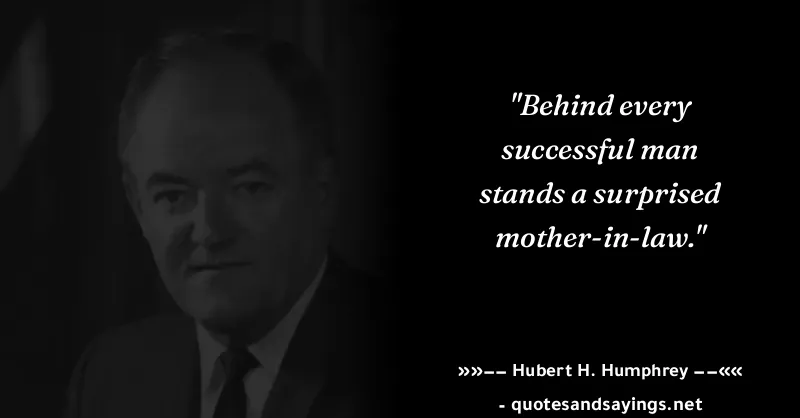 "Behind every
successful man
stands a surprised
mother-in-law."
»»–– Hubert H. Humphrey ––««
- quotesandsayings.net